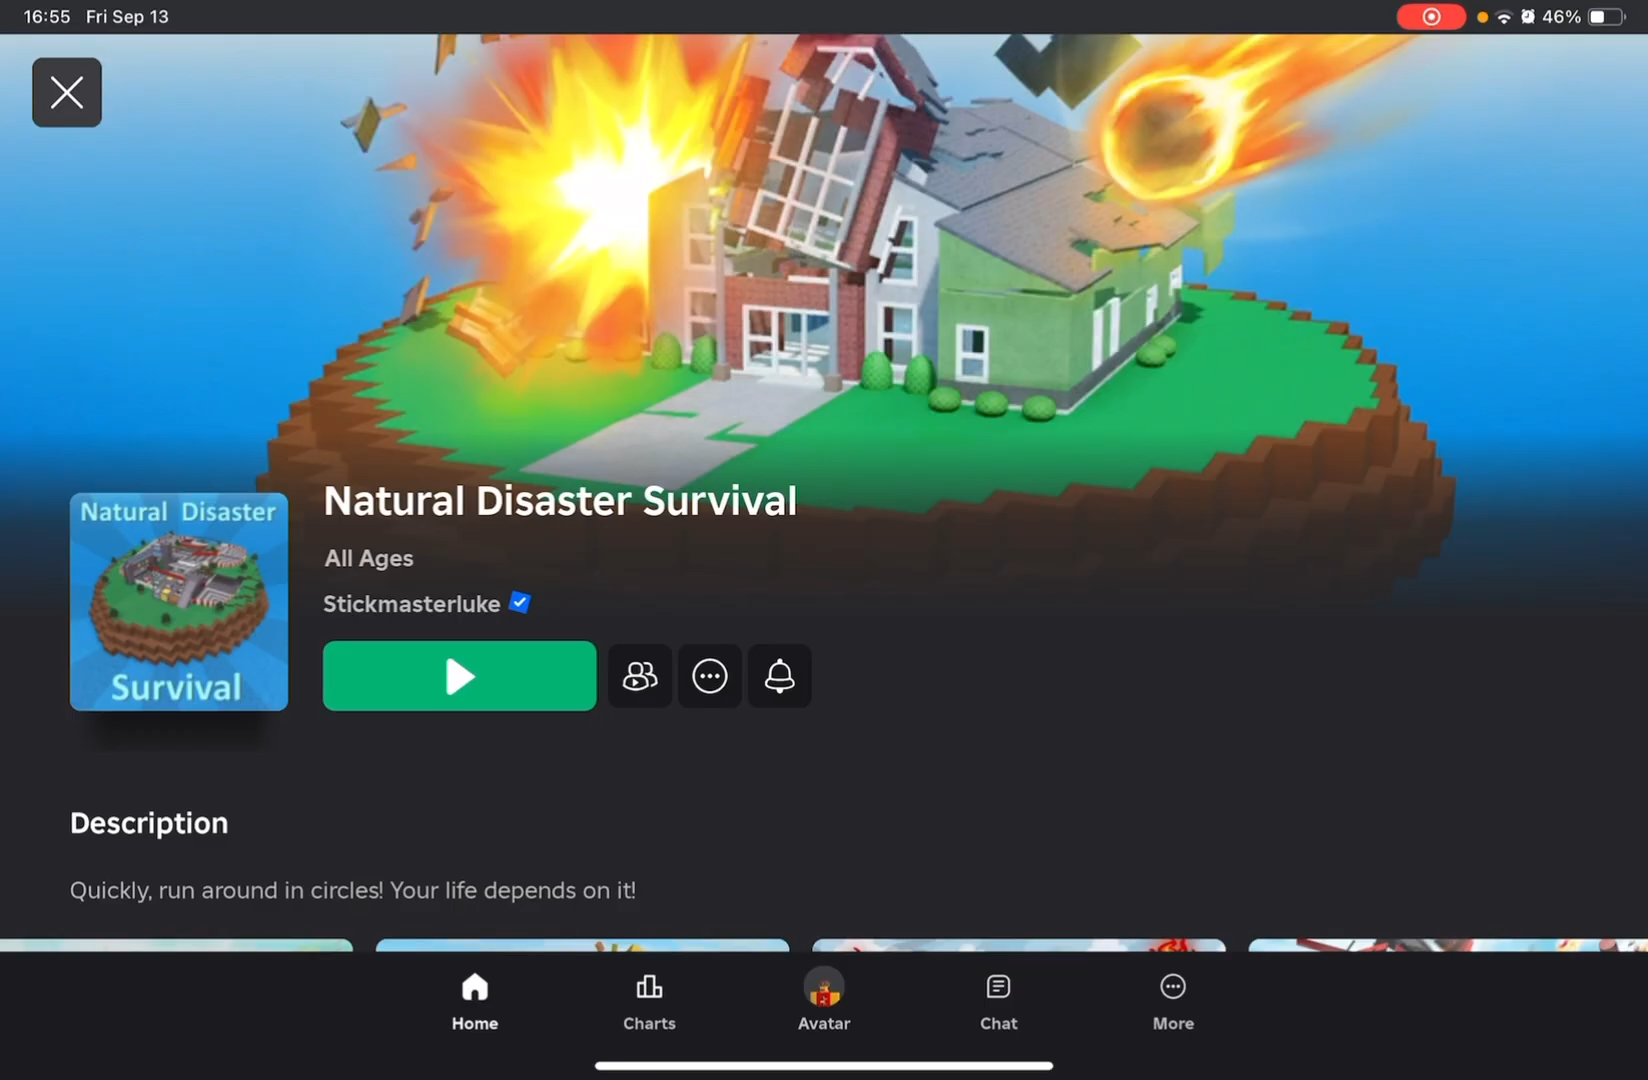 16:55 Fri Sep 13
46%
Natural Disaster
Survival
Natural Disaster Survival
All Ages
Stickmasterluke
Description
Quickly, run around in circles! Your life depends on it!
Home
Charts
Avatar
Chat
More